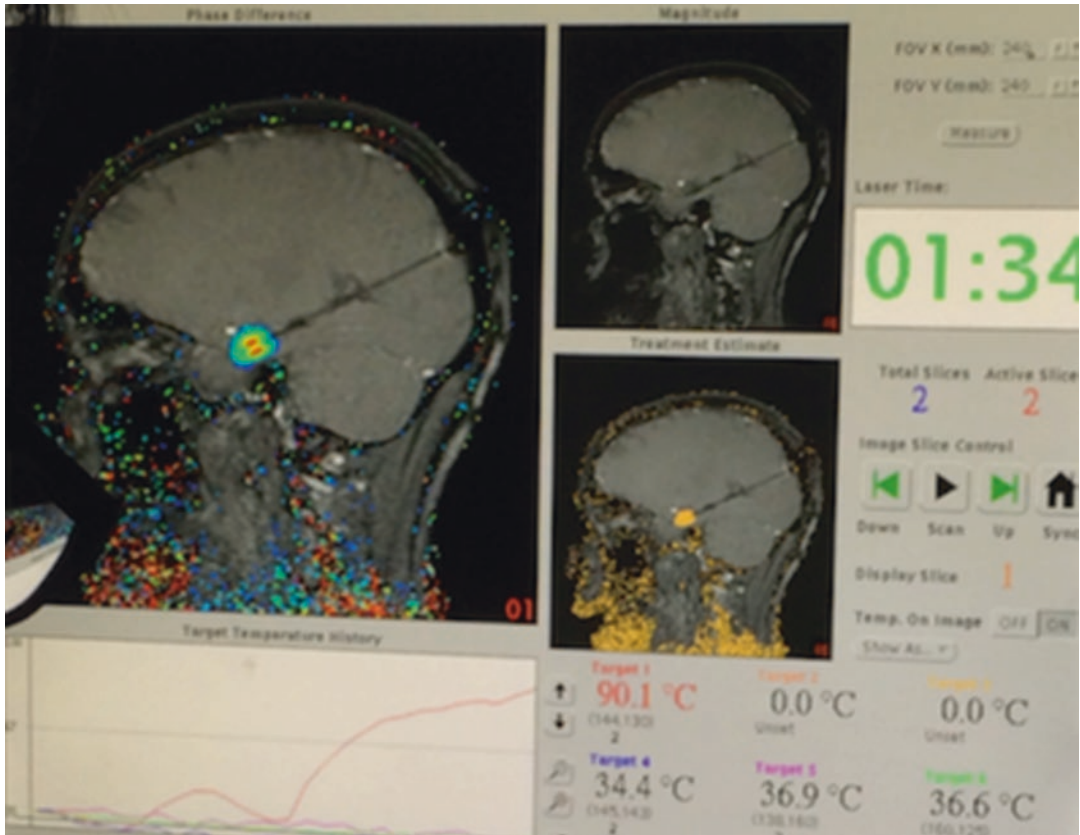 Phase Difference
Magnitude
FOV X (mm): 240
FOV Y (mm): 240
Measure
Laser Time:
01:34
Treatment Estimate
Total Slices
Active Slice
2
2
Image Slice Control
Down
Scan
Up
Sync
Display Slice
1
Temp. On Image
OFF
ON
Show As...
01
Target Temperature History
Target 1
90.1 °C
(144,130)
2
Target 2
0.0 °C
Unset
0.0 °C
Unset
Target 4
34.4 °C
2
Target 5
36.9 °C
36.6 °C